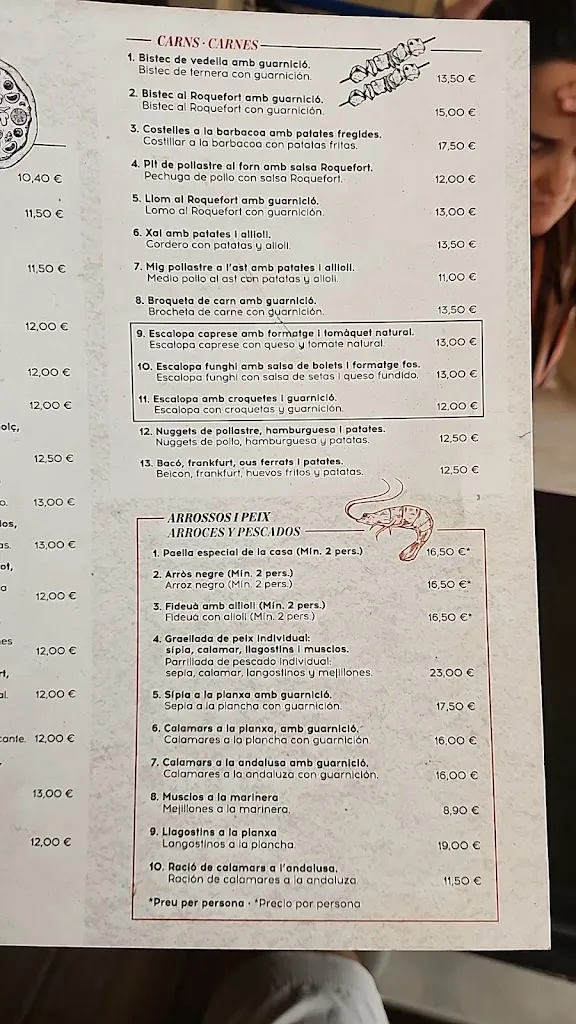 10,40 €
11,50 €
11,50 €
12,00 €
12,00 €
12,00 €
12,50 €
13,00 €
13,00 €
12,00 €
12,00 €
12,00 €
12,00 €
13,00 €
12,00 €
CARNS · CARNES
1. Bistec de vedella amb guarnició.
Bistec de ternera con guarnición. 13,50 €
2. Bistec al Roquefort amb guarnició.
Bistec al Roquefort con guarnición. 15,00 €
3. Costelles a la barbacoa amb patates fregides.
Costillar a la barbacoa con patatas fritas. 17,50 €
4. Pit de pollastre al forn amb salsa Roquefort.
Pechuga de pollo con salsa Roquefort. 12,00 €
5. Llom al Roquefort amb guarnició.
Lomo al Roquefort con guarnición. 13,00 €
6. Xai amb patates i allioli.
Cordero con patatas y alioli. 13,50 €
7. Mig pollastre a l'ast amb patates i allioli.
Medio pollo al ast con patatas y alioli. 11,00 €
8. Broqueta de carn amb guarnició.
Brocheta de carne con guarnición. 13,50 €
9. Escalopa caprese amb formatge i tomàquet natural.
Escalopa caprese con queso y tomate natural. 13,00 €
10. Escalopa funghi amb salsa de bolets i formatge fos.
Escalopa funghi con salsa de setas i queso fundido. 13,00 €
11. Escalopa amb croquetes i guarnició.
Escalopa con croquetas y guarnición. 12,00 €
12. Nuggets de pollastre, hamburguesa i patates.
Nuggets de pollo, hamburguesa y patatas. 12,50 €
13. Bacó, frankfurt, ous ferrats i patates.
Beicon, frankfurt, huevos fritos y patatas. 12,50 €
ARROSSOS I PEIX
ARROCES Y PESCADOS
1. Paella especial de la casa (Mín. 2 pers.) 16,50 €*
2. Arròs negre (Mín. 2 pers.)
Arroz negro (Mín. 2 pers.) 16,50 €*
3. Fideuà amb allioli (Mín. 2 pers.)
Fideuà con alioli (Mín. 2 pers.) 16,50 €*
4. Graellada de peix individual:
sípia, calamar, llagostins i musclos.
Parrillada de pescado individual:
sepia, calamar, langostinos y mejillones. 23,00 €
5. Sípia a la planxa amb guarnició.
Sepia a la plancha con guarnición. 17,50 €
6. Calamars a la planxa, amb guarnició.
Calamares a la plancha con guarnición. 16,00 €
7. Calamars a la andalusa amb guarnició.
Calamares a la andaluza con guarnición. 16,00 €
8. Musclos a la marinera
Mejillones a la marinera. 8,90 €
9. Llagostins a la planxa
Langostinos a la plancha. 19,00 €
10. Ració de calamars a l'andalusa.
Ración de calamares a la andaluza. 11,50 €
*Preu per persona · *Precio por persona